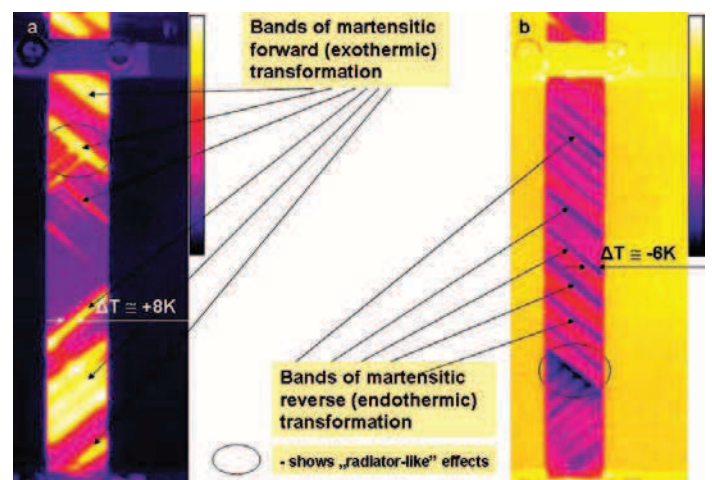 a
Bands of martensitic
forward (exothermic)
transformation
b
ΔT ≅ +8K
ΔT ≅ -6K
Bands of martensitic
reverse (endothermic)
transformation
- shows „radiator-like” effects